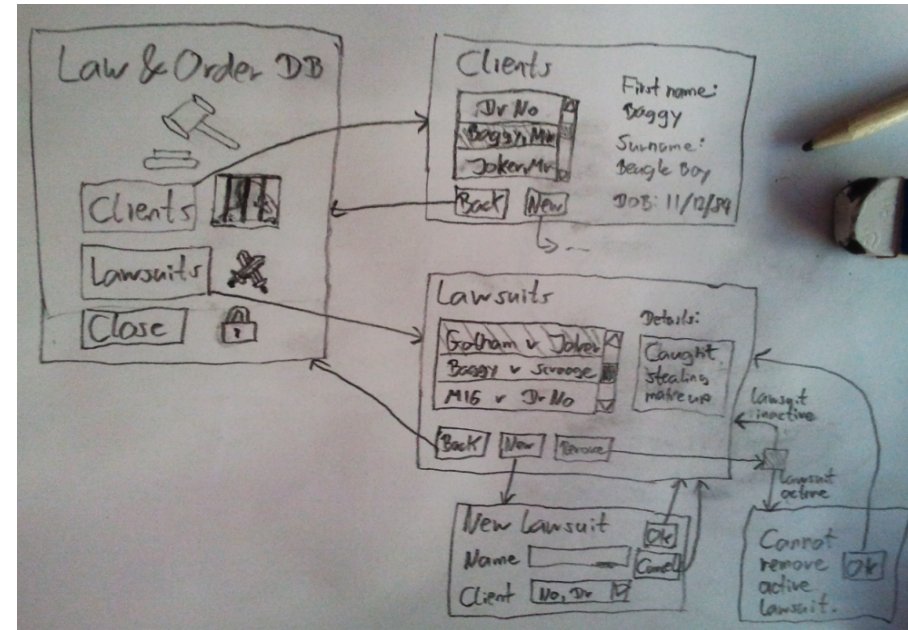 Law & Order DB
Clients
Lawsuits
Close
Clients
Dr No
Baggy, Mr
Joker, Mr
Back
New
First name:
Baggy
Surname:
Beagle Boy
DOB: 11/12/89
Lawsuits
Gotham v Joker
Baggy v Scrooge
MI6 v Dr No
Details:
Caught
stealing
make up
Back
New
Remove
lawsuit
inactive
lawsuit
active
New Lawsuit
Name
Client
No, Dr
Ok
Cancel
Cannot
remove
active
lawsuit.
Ok